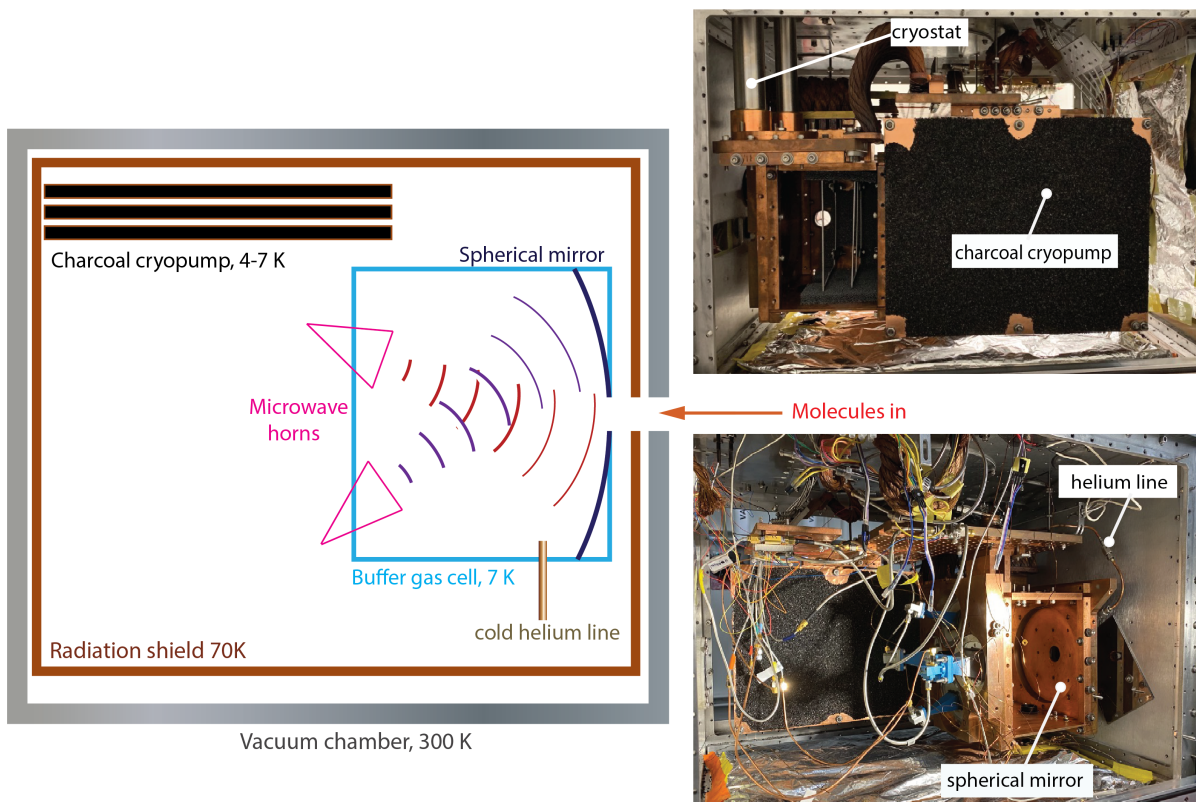 Charcoal cryopump, 4-7 K
Spherical mirror
Microwave
horns
Molecules in
Buffer gas cell, 7 K
cold helium line
Radiation shield 70K
Vacuum chamber, 300 K
cryostat
charcoal cryopump
helium line
spherical mirror